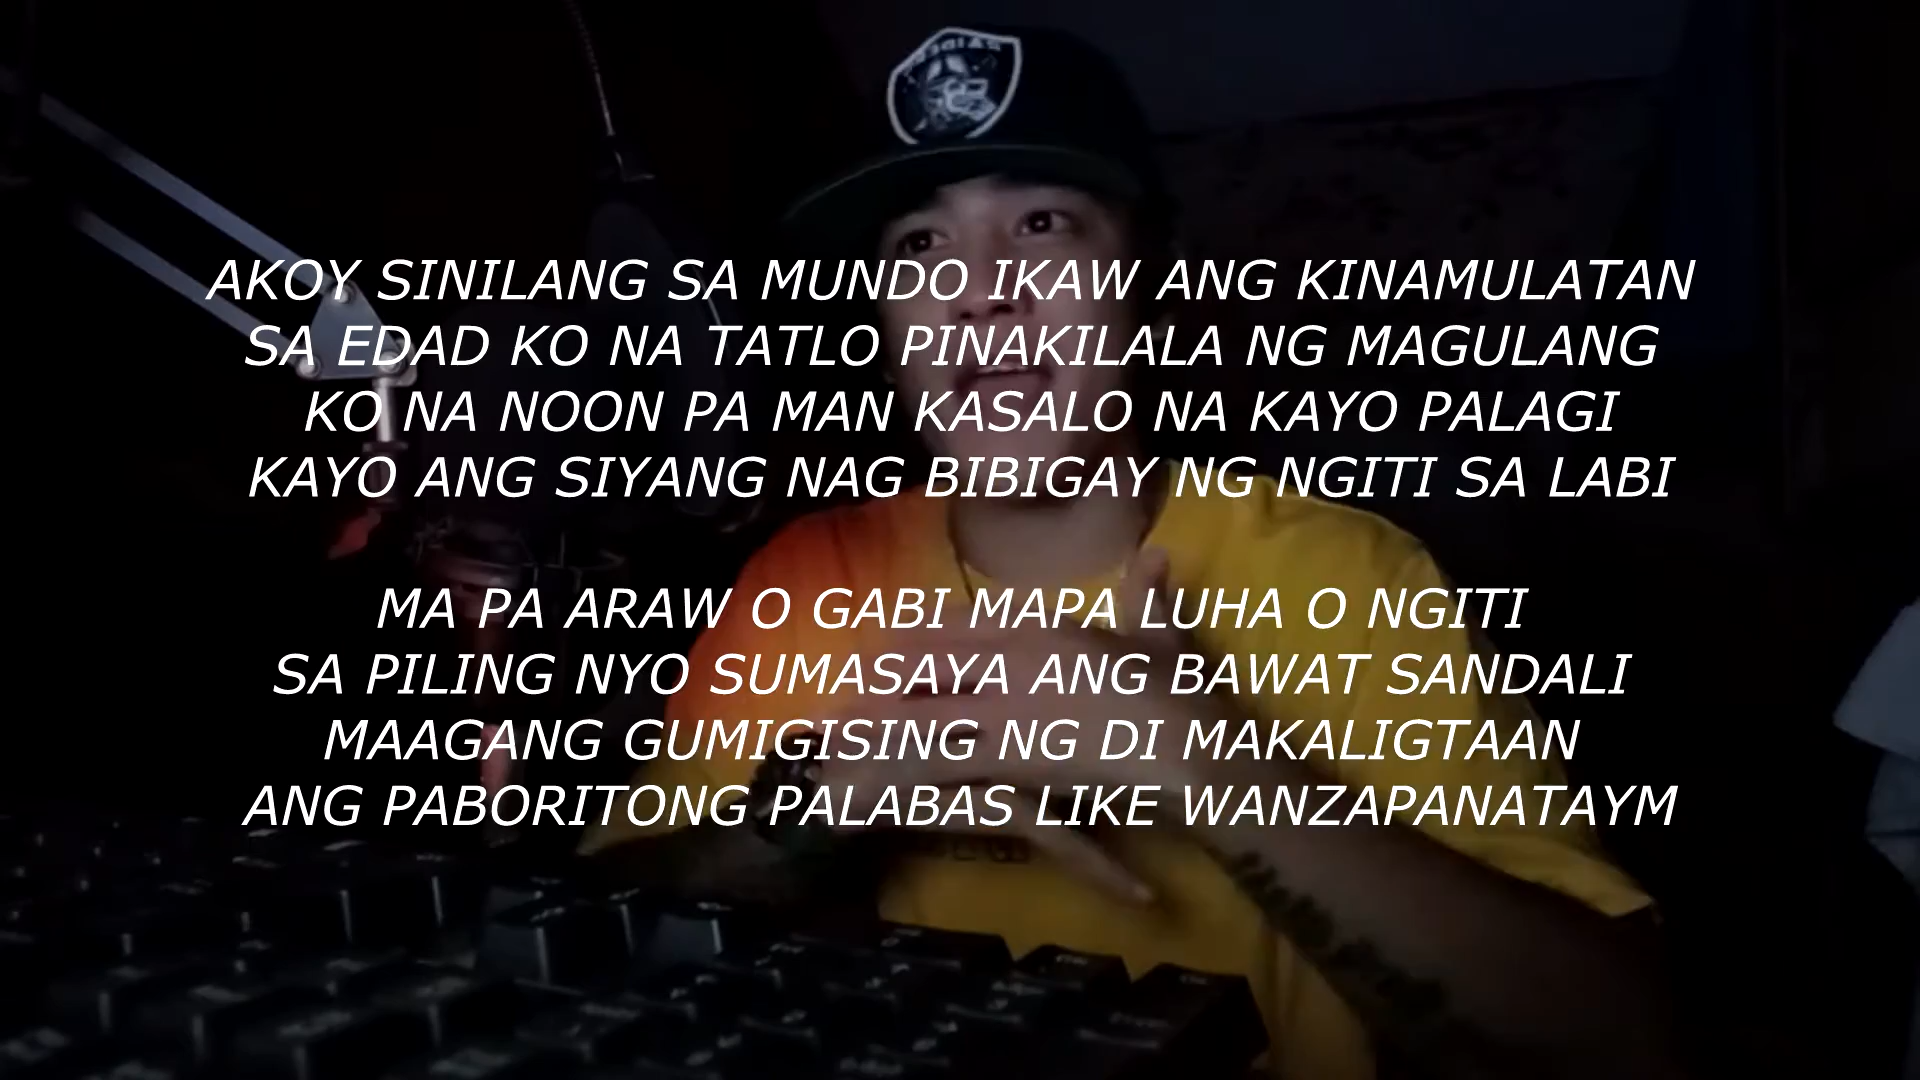 AKOY SINILANG SA MUNDO IKAW ANG KINAMULATAN
SA EDAD KO NA TATLO PINAKILALA NG MAGULANG
KO NA NOON PA MAN KASALO NA KAYO PALAGI
KAYO ANG SIYANG NAG BIBIGAY NG NGITI SA LABI
MA PA ARAW O GABI MAPA LUHA O NGITI
SA PILING NYO SUMASAYA ANG BAWAT SANDALI
MAAGANG GUMIGISING NG DI MAKALIGTAAN
ANG PABORITONG PALABAS LIKE WANZAPANATAYM